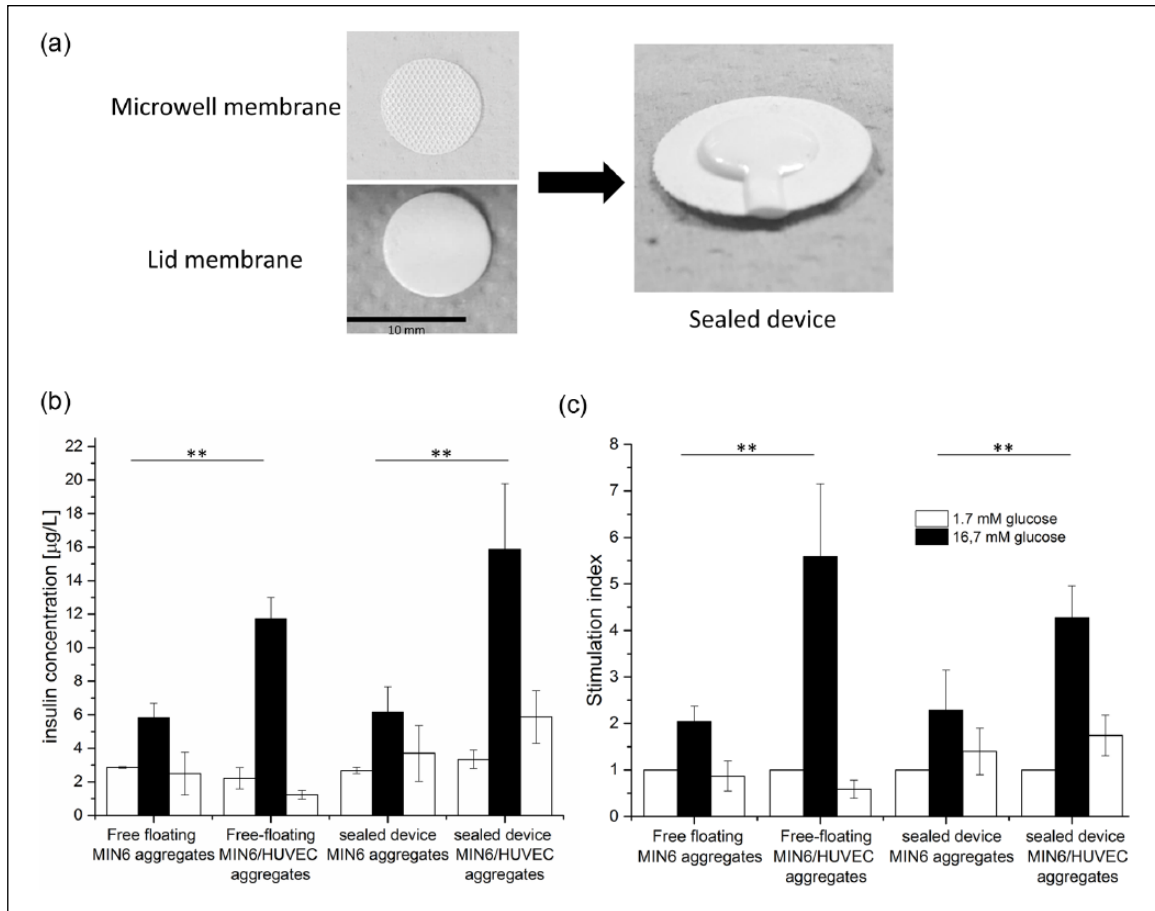 (a)
Microwell membrane
Lid membrane
10 mm
Sealed device
(b)
insulin concentration [µg/L]
22
20
18
16
14
12
10
8
6
4
2
0
**
**
Free floating
MIN6 aggregates
Free-floating
MIN6/HUVEC
aggregates
sealed device
MIN6 aggregates
sealed device
MIN6/HUVEC
aggregates
(c)
Stimulation index
8
7
6
5
4
3
2
1
0
**
**
1.7 mM glucose
16,7 mM glucose
Free floating
MIN6 aggregates
Free-floating
MIN6/HUVEC
aggregates
sealed device
MIN6 aggregates
sealed device
MIN6/HUVEC
aggregates